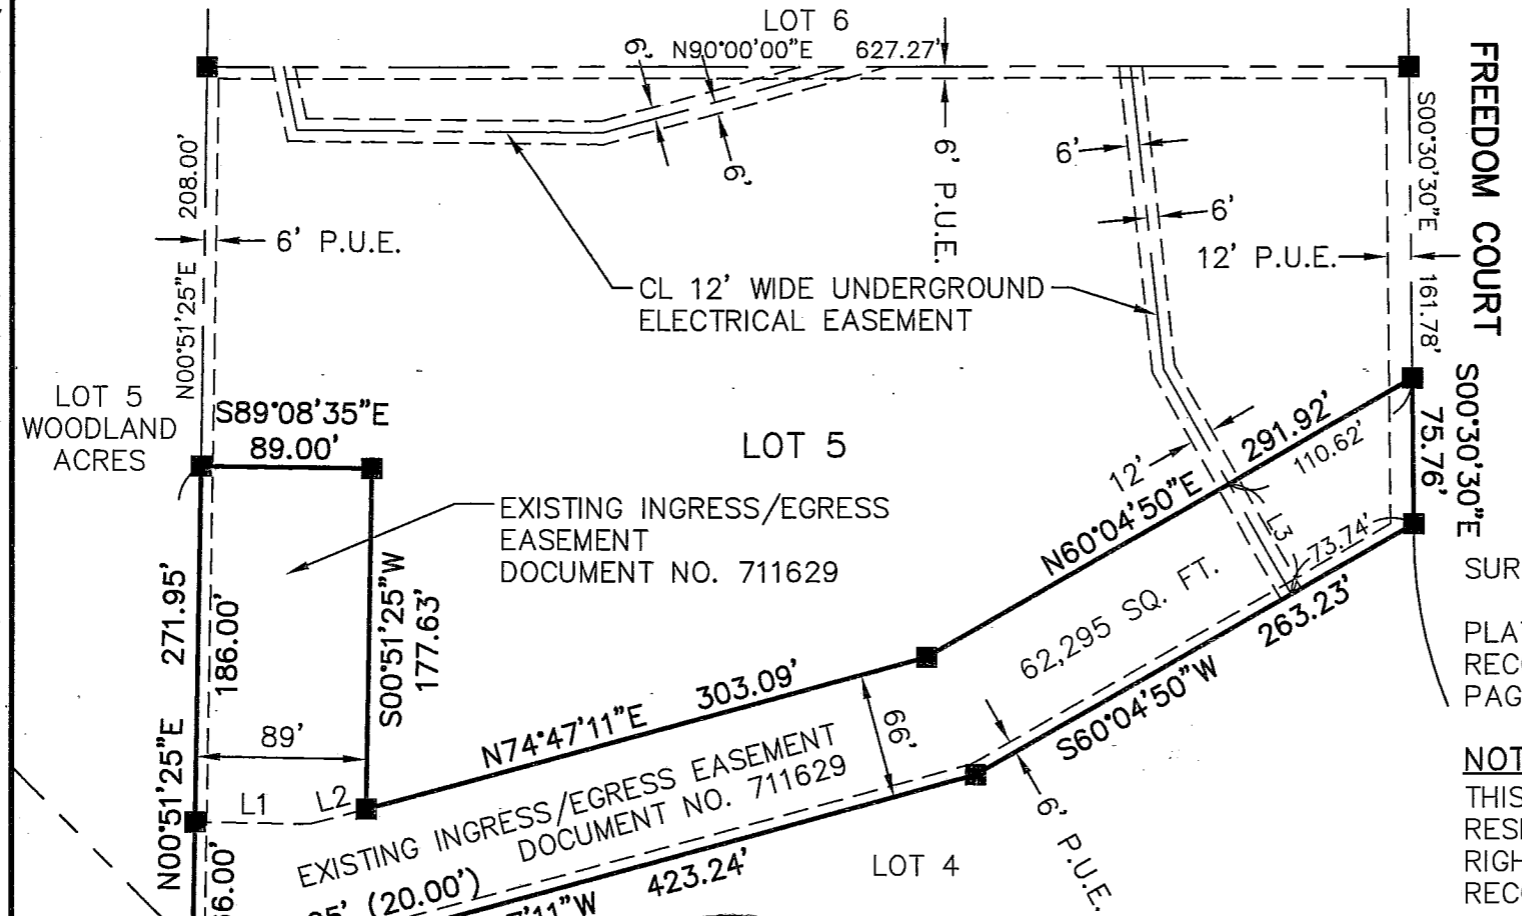 LOT 6
N90°00'00"E 627.27'
6'
6'
6' P.U.E.
208.00'
N00°51'25"E
6' P.U.E.
CL 12' WIDE UNDERGROUND
ELECTRICAL EASEMENT
6'
6'
12' P.U.E.
S00°30'30"E
161.78'
FREEDOM COURT
S00°30'30"E
75.76'
LOT 5
WOODLAND
ACRES
S89°08'35"E
89.00'
LOT 5
EXISTING INGRESS/EGRESS
EASEMENT
DOCUMENT NO. 711629
12'
N60°04'50"E 291.92'
110.62'
L3
73.74'
62,295 SQ. FT.
S60°04'50"W 263.23'
271.95'
186.00'
N00°51'25"E
S00°51'25"W
177.63'
89'
L1
L2
N74°47'11"E 303.09'
66'
EXISTING INGRESS/EGRESS EASEMENT
DOCUMENT NO. 711629
6' P.U.E.
LOT 4
(20.00')
423.24'
SUR
PLA
REC
PAG
NOT
THIS
RES
RIGH
REC